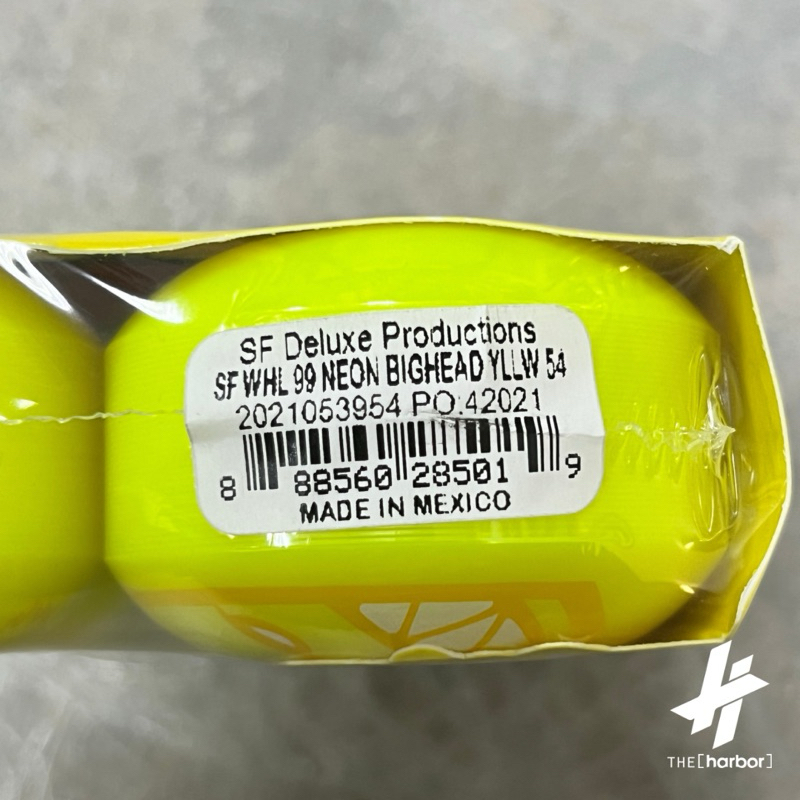 SF Deluxe Productions
SF WHL 99 NEON BIGHEAD YLLW 54
2021053954 PO:42021
8 88560 28501 9
MADE IN MEXICO
THE[harbor]